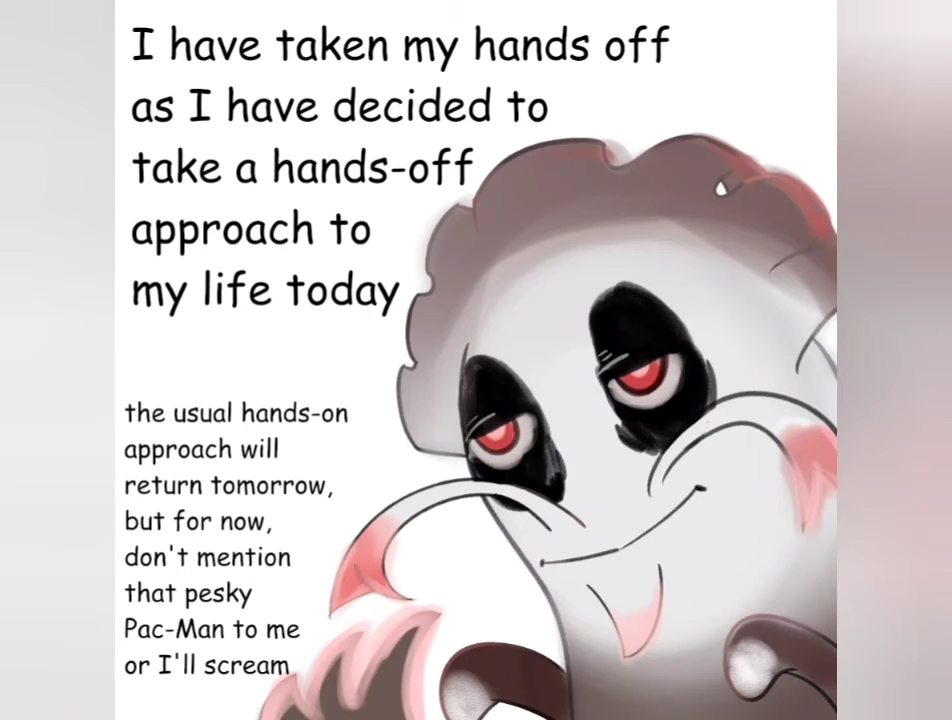 I have taken my hands off
as I have decided to
take a hands-off
approach to
my life today
the usual hands-on
approach will
return tomorrow,
but for now,
don't mention
that pesky
Pac-Man to me
or I'll scream